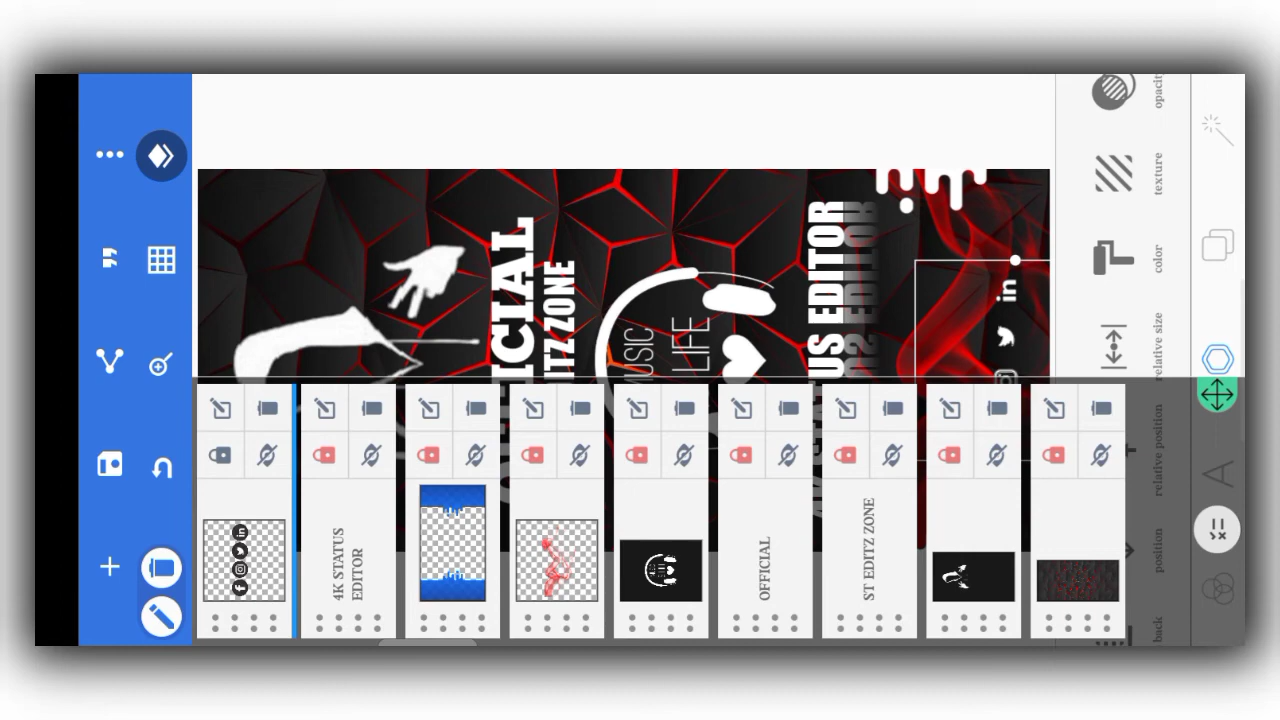 CIAL
ITZ ZONE
MUSIC
LIFE
US EDITOR
in
4K STATUS
EDITOR
OFFICIAL
ST EDITZ ZONE
opacity
texture
color
relative size
relative position
position
back
A